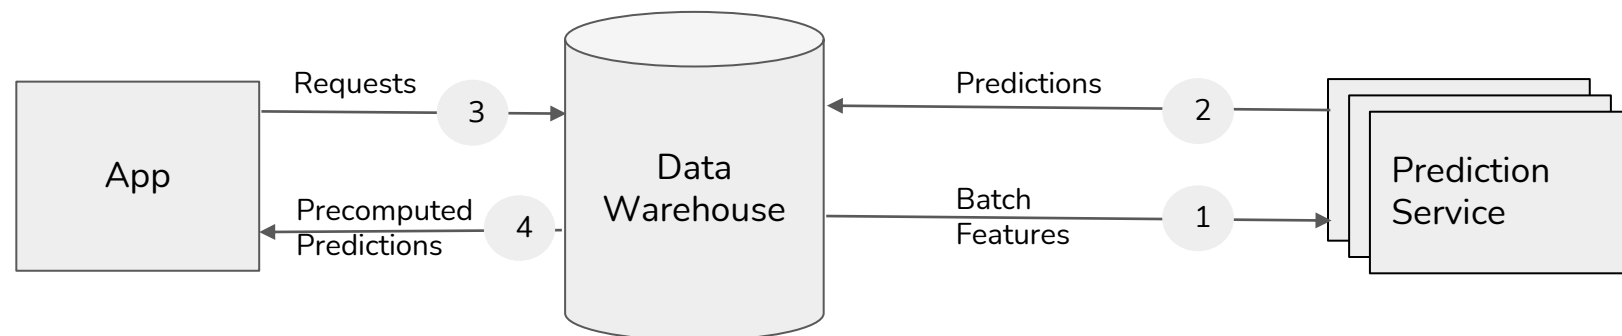 Requests
3
App
Precomputed
Predictions
4
Data
Warehouse
Predictions
2
Batch
Features
1
Prediction
Service